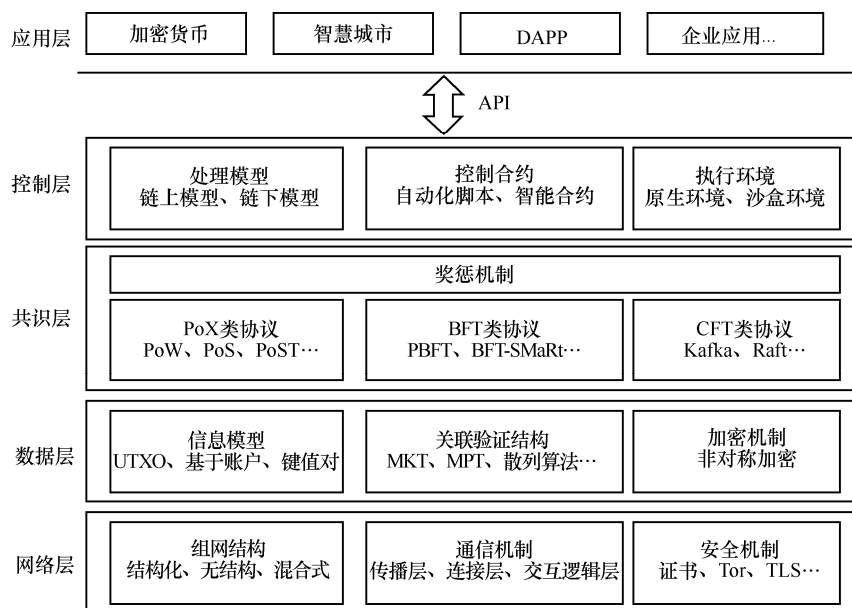 应用层
加密货币
智慧城市
DAPP
企业应用...
API
控制层
处理模型
链上模型、链下模型
控制合约
自动化脚本、智能合约
执行环境
原生环境、沙盒环境
共识层
奖惩机制
PoX类协议
PoW、PoS、PoST…
BFT类协议
PBFT、BFT-SMaRt…
CFT类协议
Kafka、Raft…
数据层
信息模型
UTXO、基于账户、键值对
关联验证结构
MKT、MPT、散列算法…
加密机制
非对称加密
网络层
组网结构
结构化、无结构、混合式
通信机制
传播层、连接层、交互逻辑层
安全机制
证书、Tor、TLS…